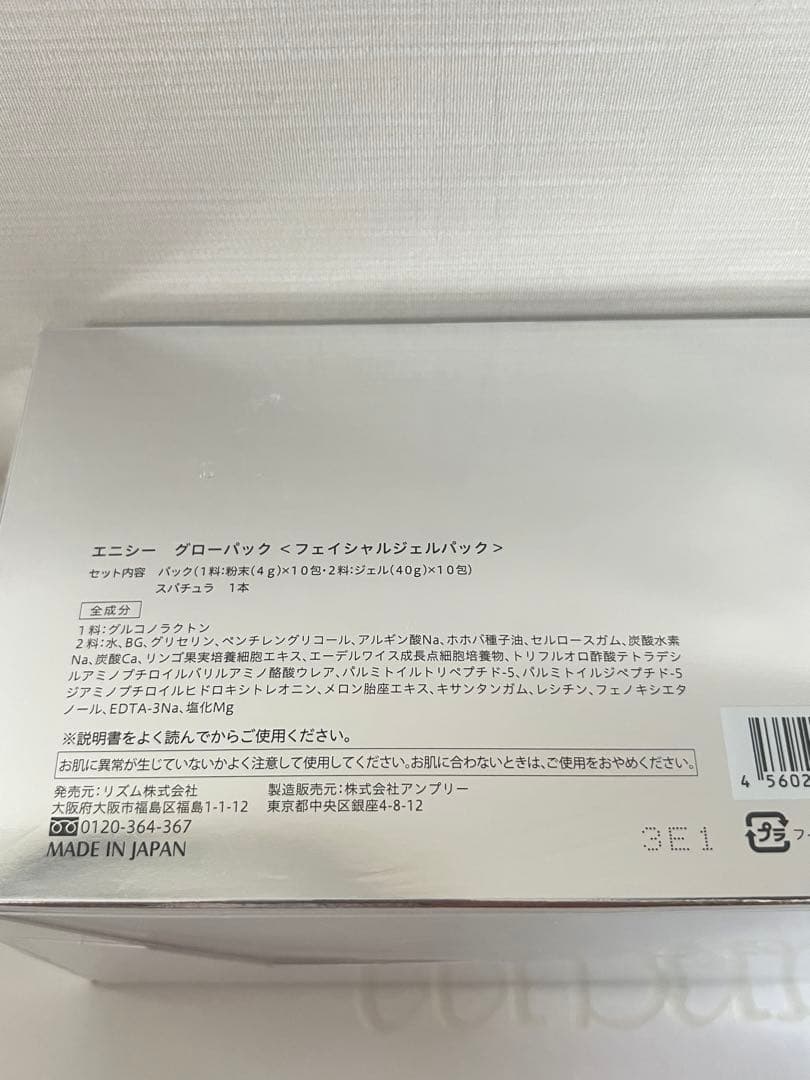 エニシー グローパック <フェイシャルジェルパック>
セット内容 パック(1料:粉末(4g)×10包・2料:ジェル(40g)×10包)
スパチュラ 1本
全成分
1料:グルコノラクトン
2料:水、BG、グリセリン、ペンチレングリコール、アルギン酸Na、ホホバ種子油、セルロースガム、炭酸水素
Na、炭酸Ca、リンゴ果実培養細胞エキス、エーデルワイス成長点細胞培養物、トリフルオロ酢酸テトラデシ
ルアミノブチロイルバリルアミノ酪酸ウレア、パルミトイルトリペプチド-5、パルミトイルジペプチド-5
ジアミノブチロイルヒドロキシトレオニン、メロン胎座エキス、キサンタンガム、レシチン、フェノキシエタ
ノール、EDTA-3Na、塩化Mg
※説明書をよく読んでからご使用ください。
お肌に異常が生じていないかよく注意して使用してください。お肌に合わないときは、ご使用をおやめください。
発売元:リズム株式会社 製造販売元:株式会社アンプリー
大阪府大阪市福島区福島1-1-12 東京都中央区銀座4-8-12
0120-364-367
MADE IN JAPAN
3E1
4 5602
プラ フ